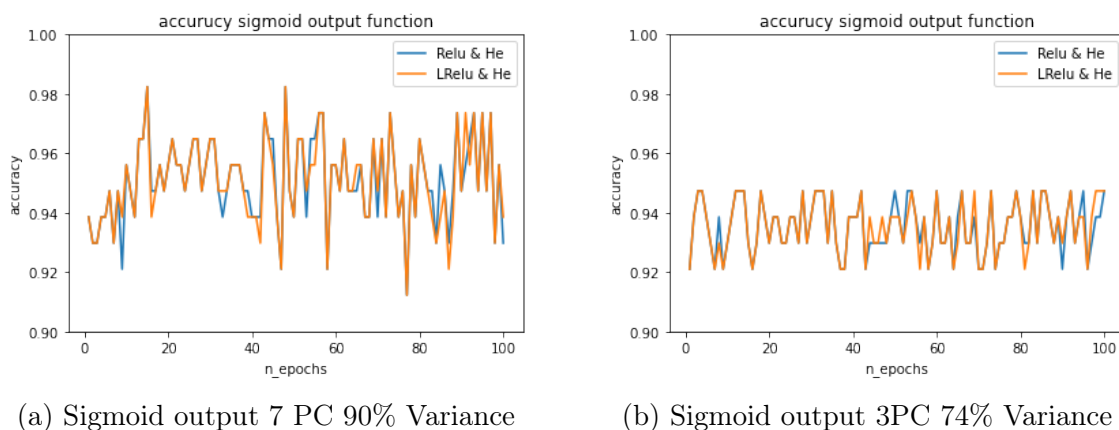 accurucy sigmoid output function
1.00
0.98
0.96
0.94
0.92
0.90
accuracy
Relu & He
LRelu & He
0 20 40 60 80 100
n_epochs
(a) Sigmoid output 7 PC 90% Variance
accurucy sigmoid output function
1.00
0.98
0.96
0.94
0.92
0.90
accuracy
Relu & He
LRelu & He
0 20 40 60 80 100
n_epochs
(b) Sigmoid output 3PC 74% Variance